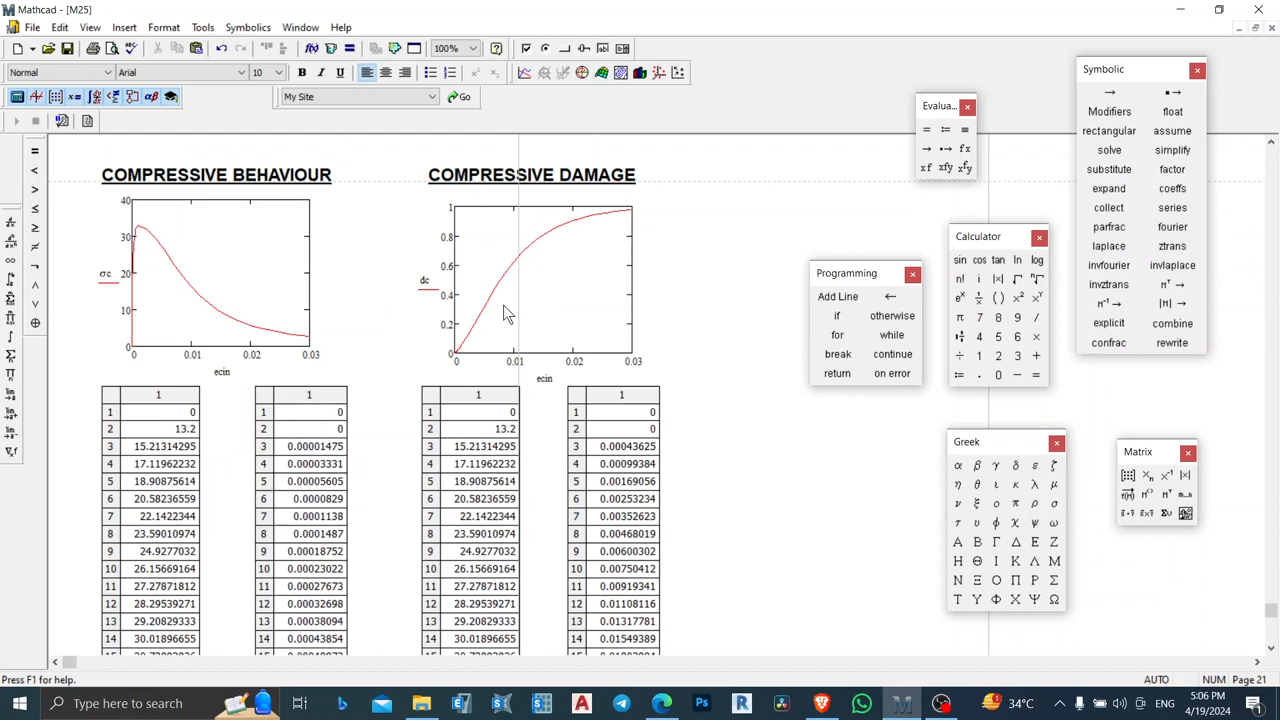 Mathcad - [M25]
File Edit View Insert Format Tools Symbolics Window Help
100%
Normal Arial 10 B I U
My Site Go
COMPRESSIVE BEHAVIOUR
COMPRESSIVE DAMAGE
40
30
20
10
0
σc
0 0.01 0.02 0.03
ecin
1
0.8
0.6
0.4
0.2
0
dc
0 0.01 0.02 0.03
ecin
1 1 1 1
1 0 1 0 1 0 1 0
2 13.2 2 0 2 13.2 2 0
3 15.21314295 3 0.00001475 3 15.21314295 3 0.00043625
4 17.11962232 4 0.00003331 4 17.11962232 4 0.00099384
5 18.90875614 5 0.00005605 5 18.90875614 5 0.00169056
6 20.58236559 6 0.0000829 6 20.58236559 6 0.00253234
7 22.1422344 7 0.0001138 7 22.1422344 7 0.00352623
8 23.59010974 8 0.0001487 8 23.59010974 8 0.00468019
9 24.9277032 9 0.00018752 9 24.9277032 9 0.00600302
10 26.15669164 10 0.00023022 10 26.15669164 10 0.00750412
11 27.27871812 11 0.00027673 11 27.27871812 11 0.00919341
12 28.29539271 12 0.00032698 12 28.29539271 12 0.01108116
13 29.20829333 13 0.00038094 13 29.20829333 13 0.01317781
14 30.01896655 14 0.00043854 14 30.01896655 14 0.01549389
Evalua...
= := ≡
→ •→ fx
xf xfy xfy
Programming
Add Line ←
if otherwise
for while
break continue
return on error
Calculator
sin cos tan ln log
n! i |×| √ ⁿ√
eˣ 1/x ( ) x² xʸ
π 7 8 9 /
4 5 6 ×
÷ 1 2 3 +
:= . 0 − =
Symbolic
→ •→
Modifiers float
rectangular assume
solve simplify
substitute factor
expand coeffs
collect series
parfrac fourier
laplace ztrans
invfourier invlaplace
invztrans Mᵀ →
M⁻¹ → |M| →
explicit combine
confrac rewrite
Greek
α β γ δ ε ζ
η θ ι κ λ μ
ν ξ ο π ρ σ
τ υ φ χ ψ ω
Α Β Γ Δ Ε Ζ
Η Θ Ι Κ Λ Μ
Ν Ξ Ο Π Ρ Σ
Τ Υ Φ Χ Ψ Ω
Matrix
Press F1 for help.
AUTO NUM Page 21
Type here to search
34°C
ENG
5:06 PM
4/19/2024